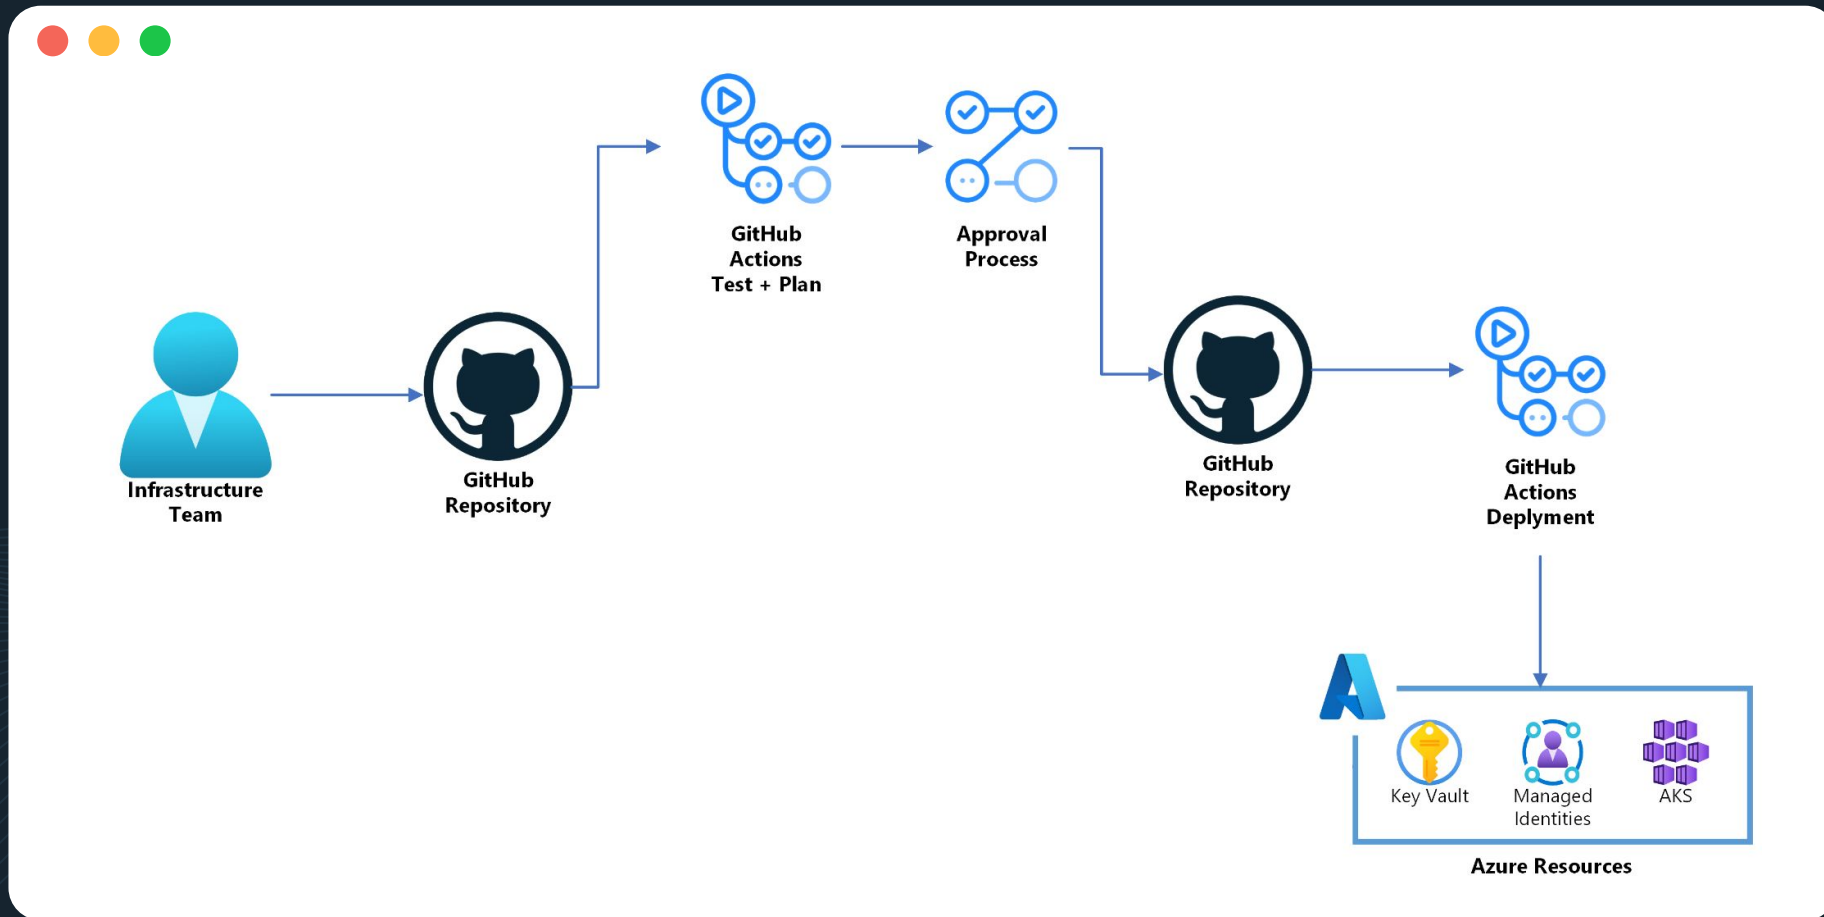 GitHub
Actions
Test + Plan
Approval
Process
Infrastructure
Team
GitHub
Repository
GitHub
Repository
GitHub
Actions
Deplyment
Key Vault
Managed
Identities
AKS
Azure Resources